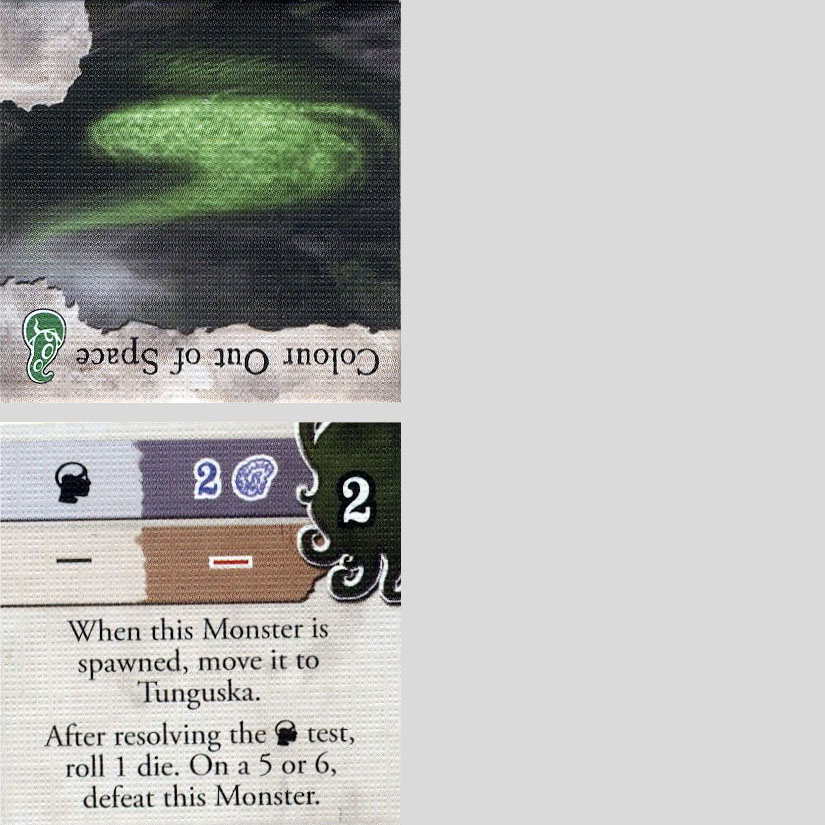 Colour Out of Space
2
2
When this Monster is
spawned, move it to
Tunguska.
After resolving the test,
roll 1 die. On a 5 or 6,
defeat this Monster.